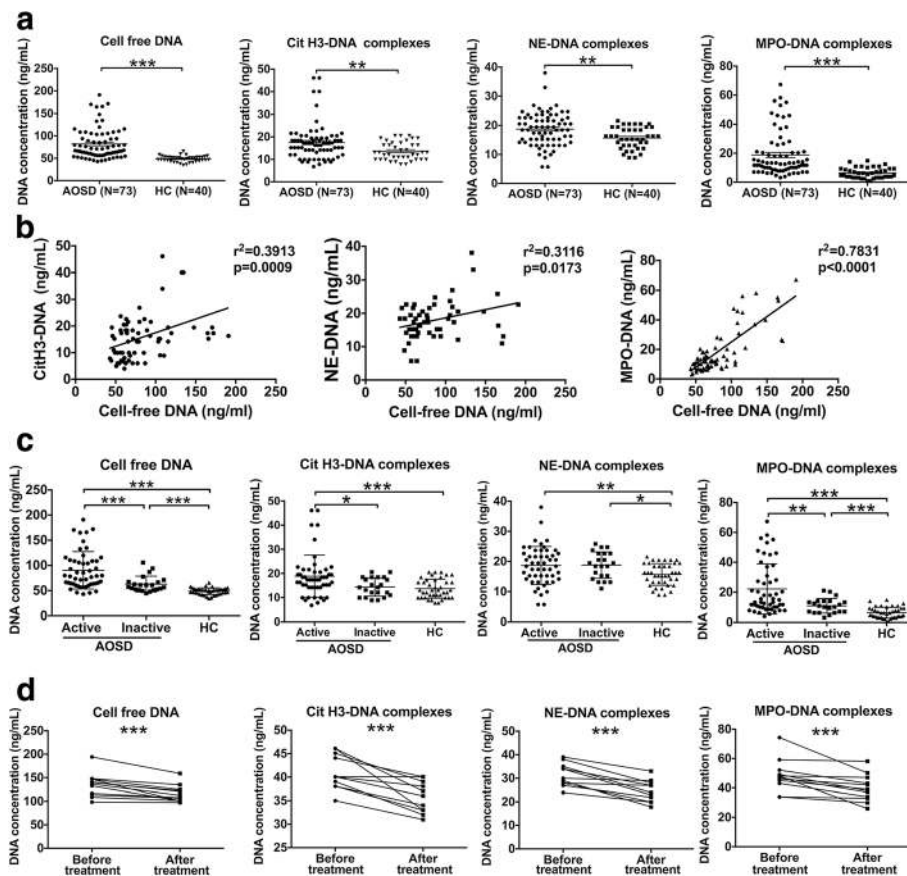 a
Cell free DNA
DNA concentration (ng/mL)
250
200
150
100
50
0
***
AOSD (N=73) HC (N=40)
Cit H3-DNA complexes
DNA concentration (ng/mL)
50
40
30
20
10
0
**
AOSD (N=73) HC (N=40)
NE-DNA complexes
DNA concentration (ng/mL)
40
30
20
10
0
**
AOSD (N=73) HC (N=40)
MPO-DNA complexes
DNA concentration (ng/mL)
80
60
40
20
0
***
AOSD (N=73) HC (N=40)
b
CitH3-DNA (ng/mL)
50
40
30
20
10
0
r²=0.3913
p=0.0009
0 50 100 150 200 250
Cell-free DNA (ng/ml)
NE-DNA (ng/mL)
40
30
20
10
0
r²=0.3116
p=0.0173
0 50 100 150 200 250
Cell-free DNA (ng/ml)
MPO-DNA (ng/mL)
80
60
40
20
0
r²=0.7831
p<0.0001
0 50 100 150 200 250
Cell-free DNA (ng/ml)
c
Cell free DNA
DNA concentration (ng/mL)
250
200
150
100
50
0
***
*** ***
Active Inactive HC
AOSD
Cit H3-DNA complexes
DNA concentration (ng/mL)
50
40
30
20
10
0
***
*
Active Inactive HC
AOSD
NE-DNA complexes
DNA concentration (ng/mL)
50
40
30
20
10
0
**
*
Active Inactive HC
AOSD
MPO-DNA complexes
DNA concentration (ng/mL)
80
60
40
20
0
***
** ***
Active Inactive HC
AOSD
d
Cell free DNA
DNA concentration (ng/mL)
250
200
150
100
50
0
***
Before After
treatment treatment
Cit H3-DNA complexes
DNA concentration (ng/mL)
50
45
40
35
30
25
***
Before After
treatment treatment
NE-DNA complexes
DNA concentration (ng/mL)
50
40
30
20
10
0
***
Before After
treatment treatment
MPO-DNA complexes
DNA concentration (ng/mL)
80
60
40
20
0
***
Before After
treatment treatment